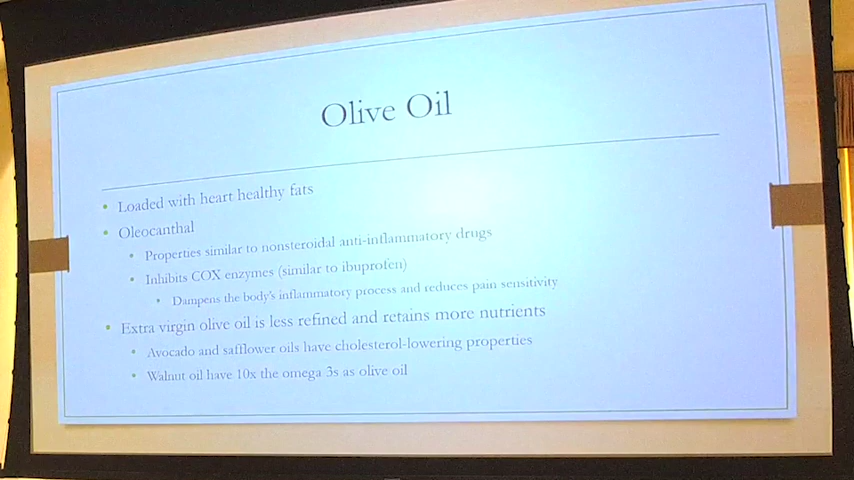 Olive Oil
Loaded with heart healthy fats
Oleocanthal
Properties similar to nonsteroidal anti-inflammatory drugs
Inhibits COX enzymes (similar to ibuprofen)
Dampens the body's inflammatory process and reduces pain sensitivity
Extra virgin olive oil is less refined and retains more nutrients
Avocado and safflower oils have cholesterol-lowering properties
Walnut oil have 10x the omega 3s as olive oil